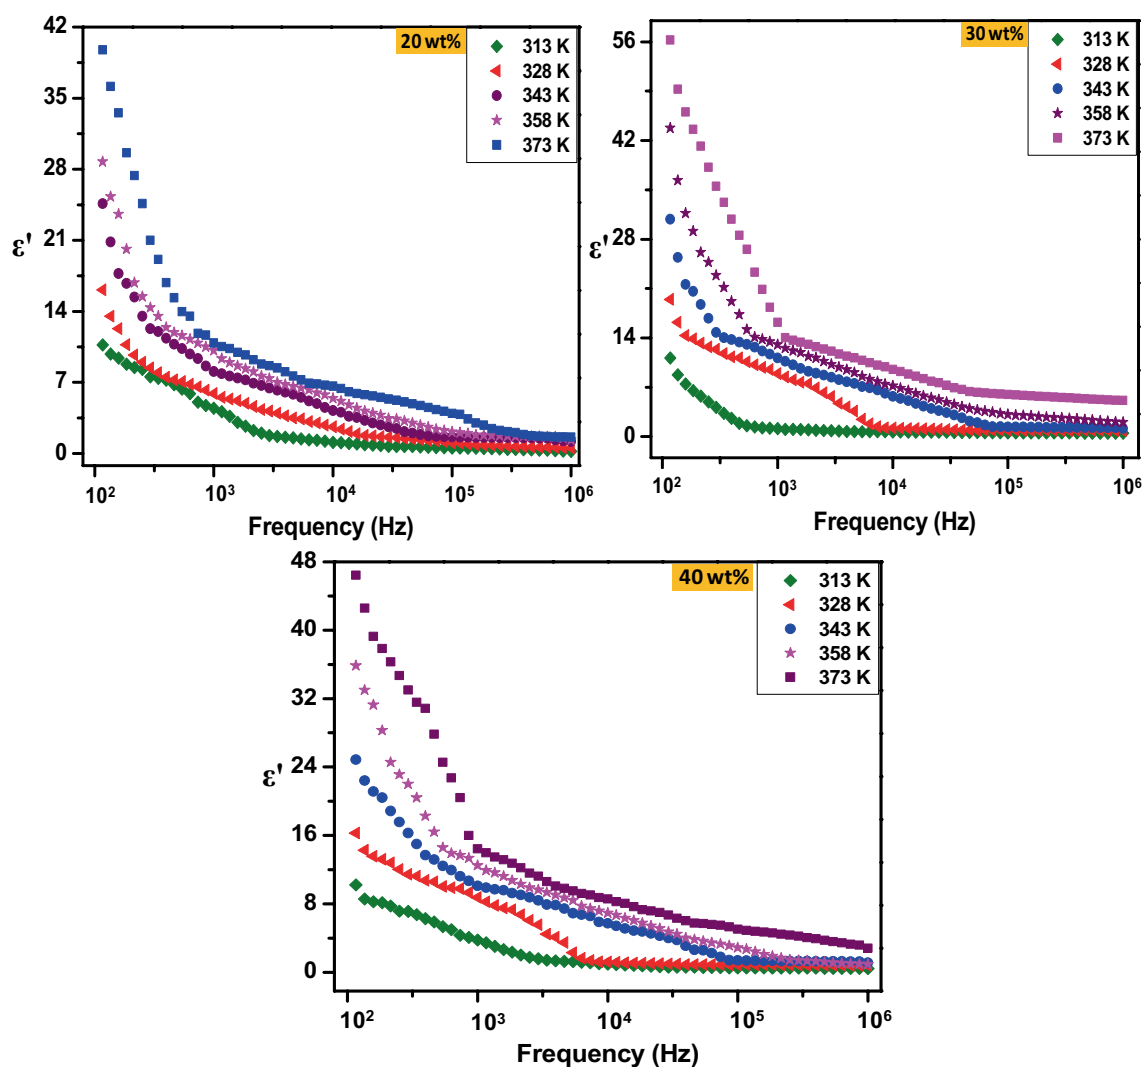 20 wt%
313 K
328 K
343 K
358 K
373 K
42
35
28
21
14
7
0
ε'
10² 10³ 10⁴ 10⁵ 10⁶
Frequency (Hz)
30 wt%
313 K
328 K
343 K
358 K
373 K
56
42
28
14
0
ε'
10² 10³ 10⁴ 10⁵ 10⁶
Frequency (Hz)
40 wt%
313 K
328 K
343 K
358 K
373 K
48
40
32
24
16
8
0
ε'
10² 10³ 10⁴ 10⁵ 10⁶
Frequency (Hz)